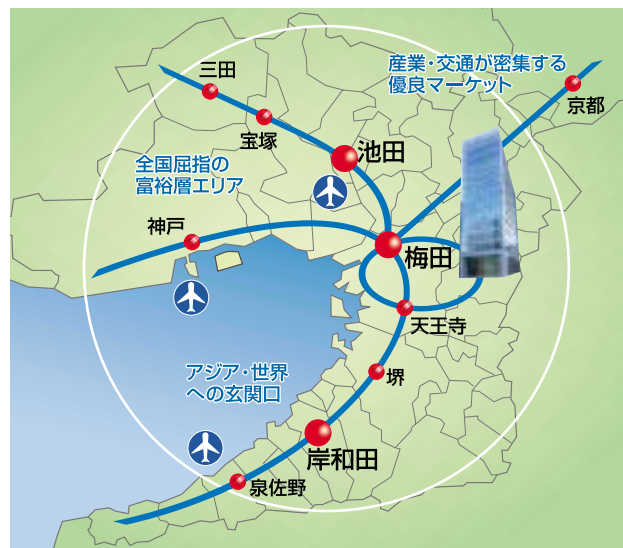 産業・交通が密集する
優良マーケット
三田
京都
宝塚
池田
全国屈指の
富裕層エリア
神戸
梅田
天王寺
アジア・世界
への玄関口
堺
岸和田
泉佐野